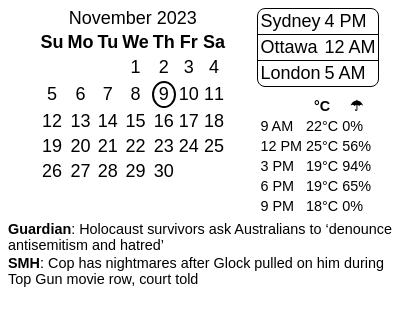 November 2023
Su Mo Tu We Th Fr Sa
1 2 3 4
5 6 7 8 9 10 11
12 13 14 15 16 17 18
19 20 21 22 23 24 25
26 27 28 29 30
Sydney 4 PM
Ottawa 12 AM
London 5 AM
°C ☂
9 AM 22°C 0%
12 PM 25°C 56%
3 PM 19°C 94%
6 PM 19°C 65%
9 PM 18°C 0%
Guardian: Holocaust survivors ask Australians to ‘denounce
antisemitism and hatred’
SMH: Cop has nightmares after Glock pulled on him during
Top Gun movie row, court told